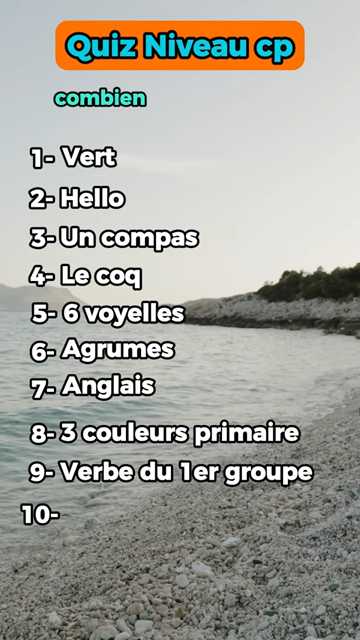 Quiz Niveau cp
combien
1- Vert
2- Hello
3- Un compas
4- Le coq
5- 6 voyelles
6- Agrumes
7- Anglais
8- 3 couleurs primaire
9- Verbe du 1er groupe
10-